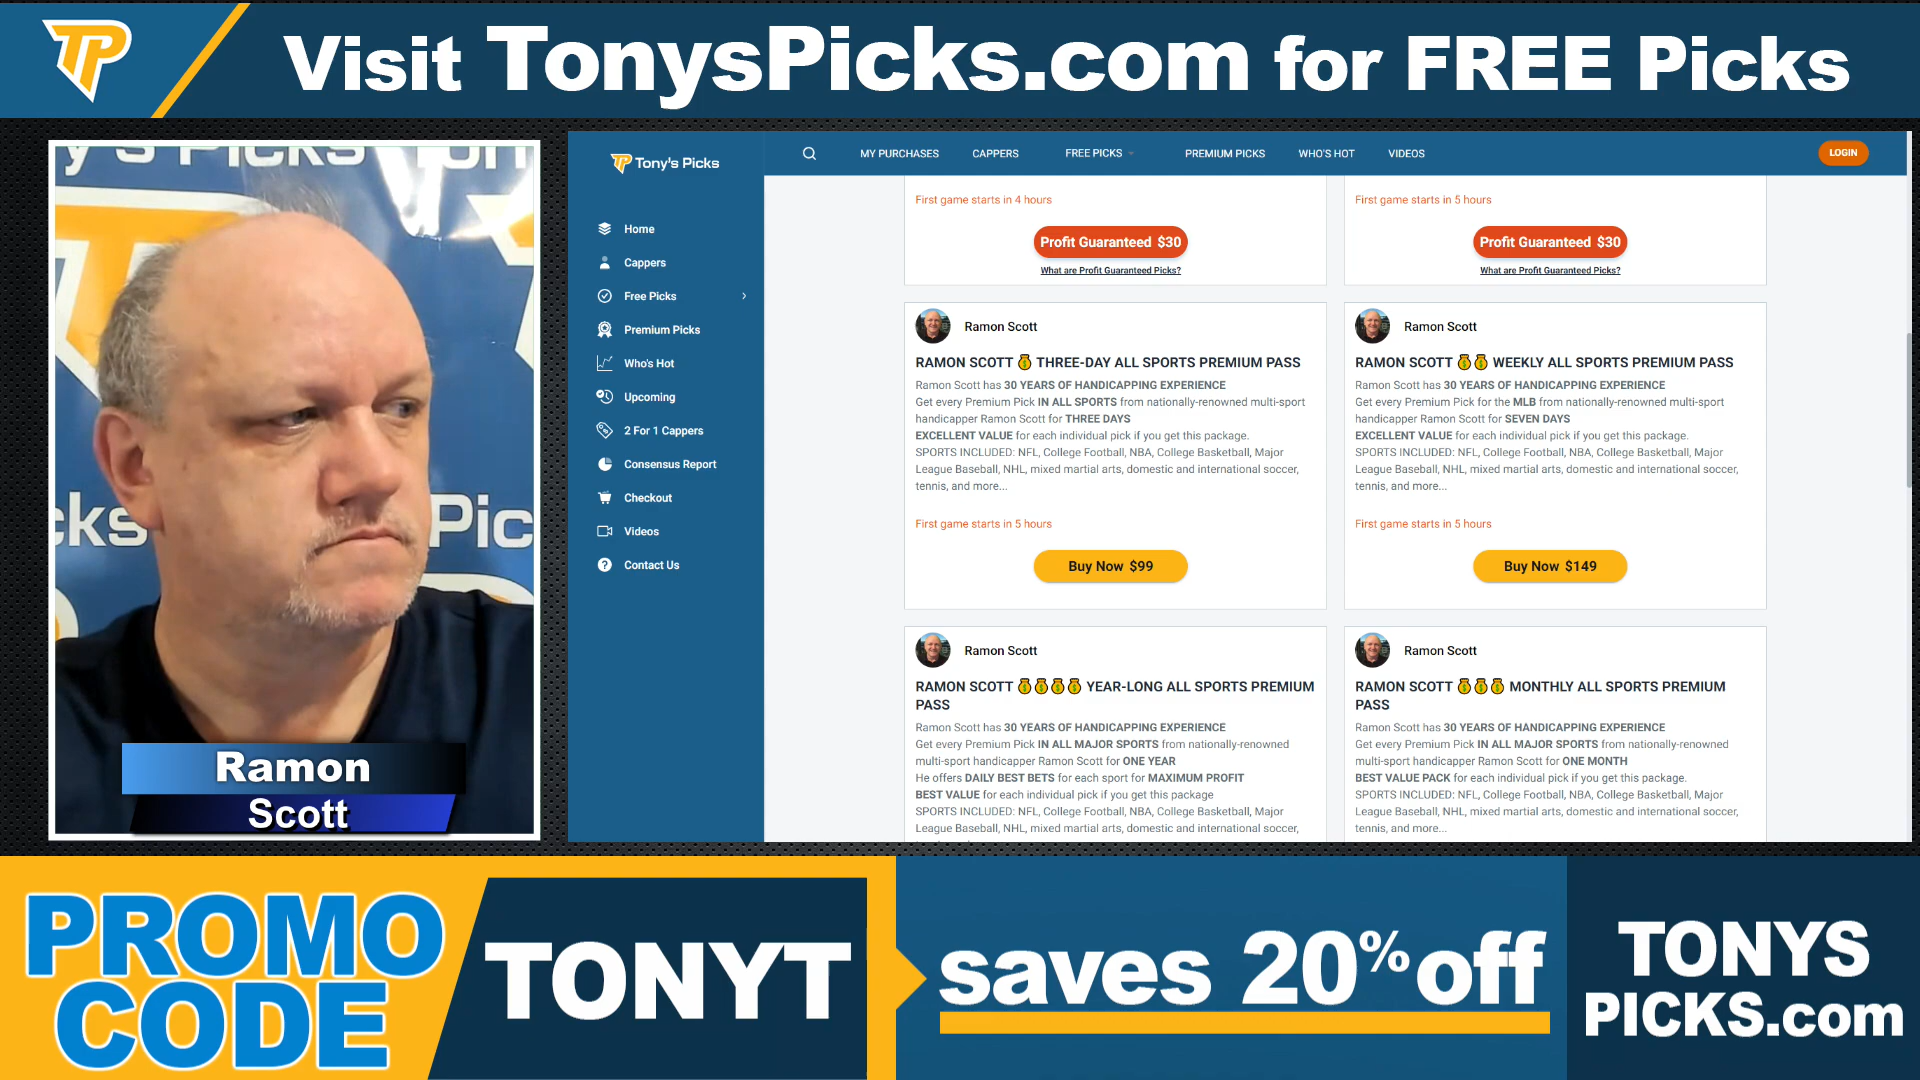 TP
Visit TonysPicks.com for FREE Picks
y's Picks Ton
cks
Pic
Ramon
Scott
TP Tony's Picks
MY PURCHASES
CAPPERS
FREE PICKS
PREMIUM PICKS
WHO'S HOT
VIDEOS
LOGIN
Home
Cappers
Free Picks
Premium Picks
Who's Hot
Upcoming
2 For 1 Cappers
Consensus Report
Checkout
Videos
Contact Us
First game starts in 4 hours
Profit Guaranteed $30
What are Profit Guaranteed Picks?
First game starts in 5 hours
Profit Guaranteed $30
What are Profit Guaranteed Picks?
Ramon Scott
RAMON SCOTT 💰 THREE-DAY ALL SPORTS PREMIUM PASS
Ramon Scott has 30 YEARS OF HANDICAPPING EXPERIENCE
Get every Premium Pick IN ALL SPORTS from nationally-renowned multi-sport
handicapper Ramon Scott for THREE DAYS
EXCELLENT VALUE for each individual pick if you get this package.
SPORTS INCLUDED: NFL, College Football, NBA, College Basketball, Major
League Baseball, NHL, mixed martial arts, domestic and international soccer,
tennis, and more...
First game starts in 5 hours
Buy Now $99
Ramon Scott
RAMON SCOTT 💰💰 WEEKLY ALL SPORTS PREMIUM PASS
Ramon Scott has 30 YEARS OF HANDICAPPING EXPERIENCE
Get every Premium Pick for the MLB from nationally-renowned multi-sport
handicapper Ramon Scott for SEVEN DAYS
EXCELLENT VALUE for each individual pick if you get this package.
SPORTS INCLUDED: NFL, College Football, NBA, College Basketball, Major
League Baseball, NHL, mixed martial arts, domestic and international soccer,
tennis, and more...
First game starts in 5 hours
Buy Now $149
Ramon Scott
RAMON SCOTT 💰💰💰💰 YEAR-LONG ALL SPORTS PREMIUM
PASS
Ramon Scott has 30 YEARS OF HANDICAPPING EXPERIENCE
Get every Premium Pick IN ALL MAJOR SPORTS from nationally-renowned
multi-sport handicapper Ramon Scott for ONE YEAR
He offers DAILY BEST BETS for each sport for MAXIMUM PROFIT
BEST VALUE for each individual pick if you get this package
SPORTS INCLUDED: NFL, College Football, NBA, College Basketball, Major
League Baseball, NHL, mixed martial arts, domestic and international soccer,
Ramon Scott
RAMON SCOTT 💰💰💰 MONTHLY ALL SPORTS PREMIUM
PASS
Ramon Scott has 30 YEARS OF HANDICAPPING EXPERIENCE
Get every Premium Pick IN ALL MAJOR SPORTS from nationally-renowned
multi-sport handicapper Ramon Scott for ONE MONTH
BEST VALUE PACK for each individual pick if you get this package.
SPORTS INCLUDED: NFL, College Football, NBA, College Basketball, Major
League Baseball, NHL, mixed martial arts, domestic and international soccer,
tennis, and more...
PROMO
CODE
TONYT
saves 20% off
TONYS
PICKS.com